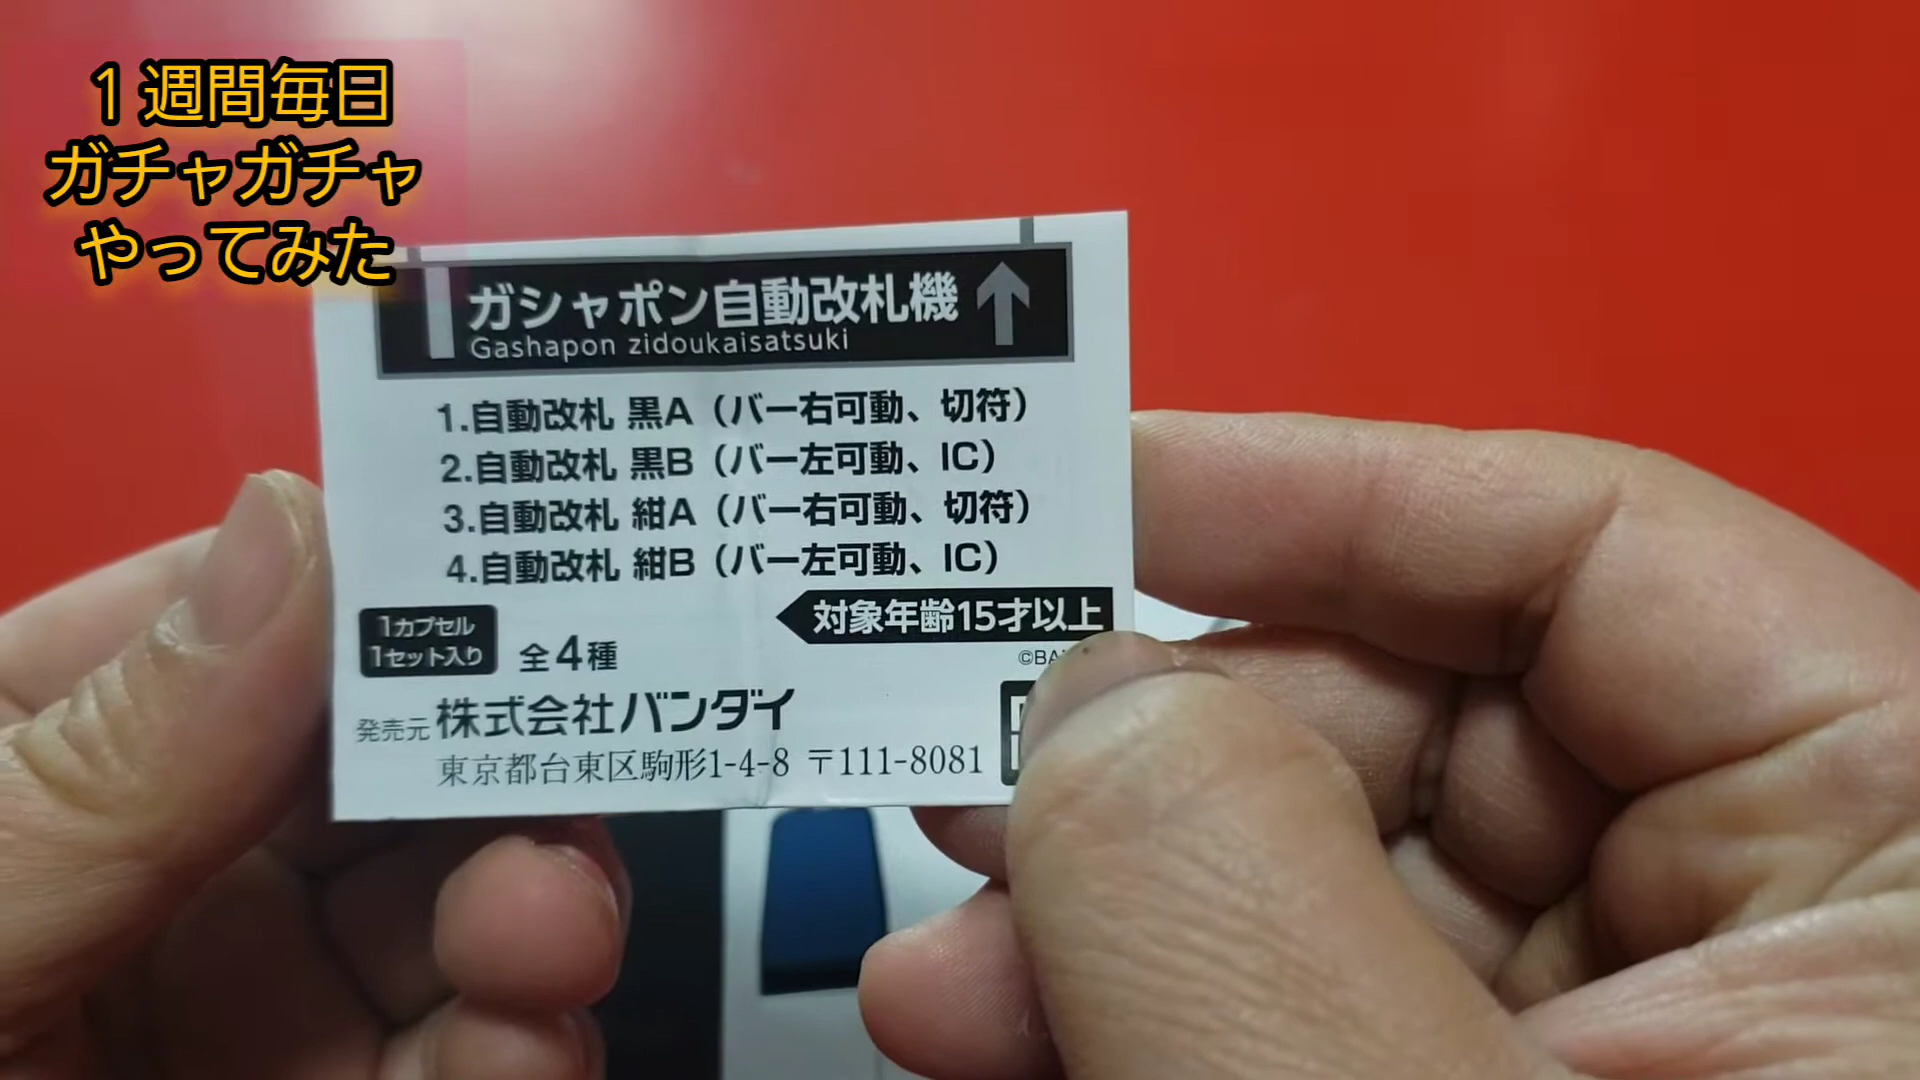 1週間毎日
ガチャガチャ
やってみた
ガシャポン自動改札機
Gashapon zidoukaisatsuki
1.自動改札 黒A（バー右可動、切符）
2.自動改札 黒B（バー左可動、IC）
3.自動改札 紺A（バー右可動、切符）
4.自動改札 紺B（バー左可動、IC）
対象年齢15才以上
1カプセル
1セット入り
全4種
発売元 株式会社バンダイ
東京都台東区駒形1-4-8 〒111-8081